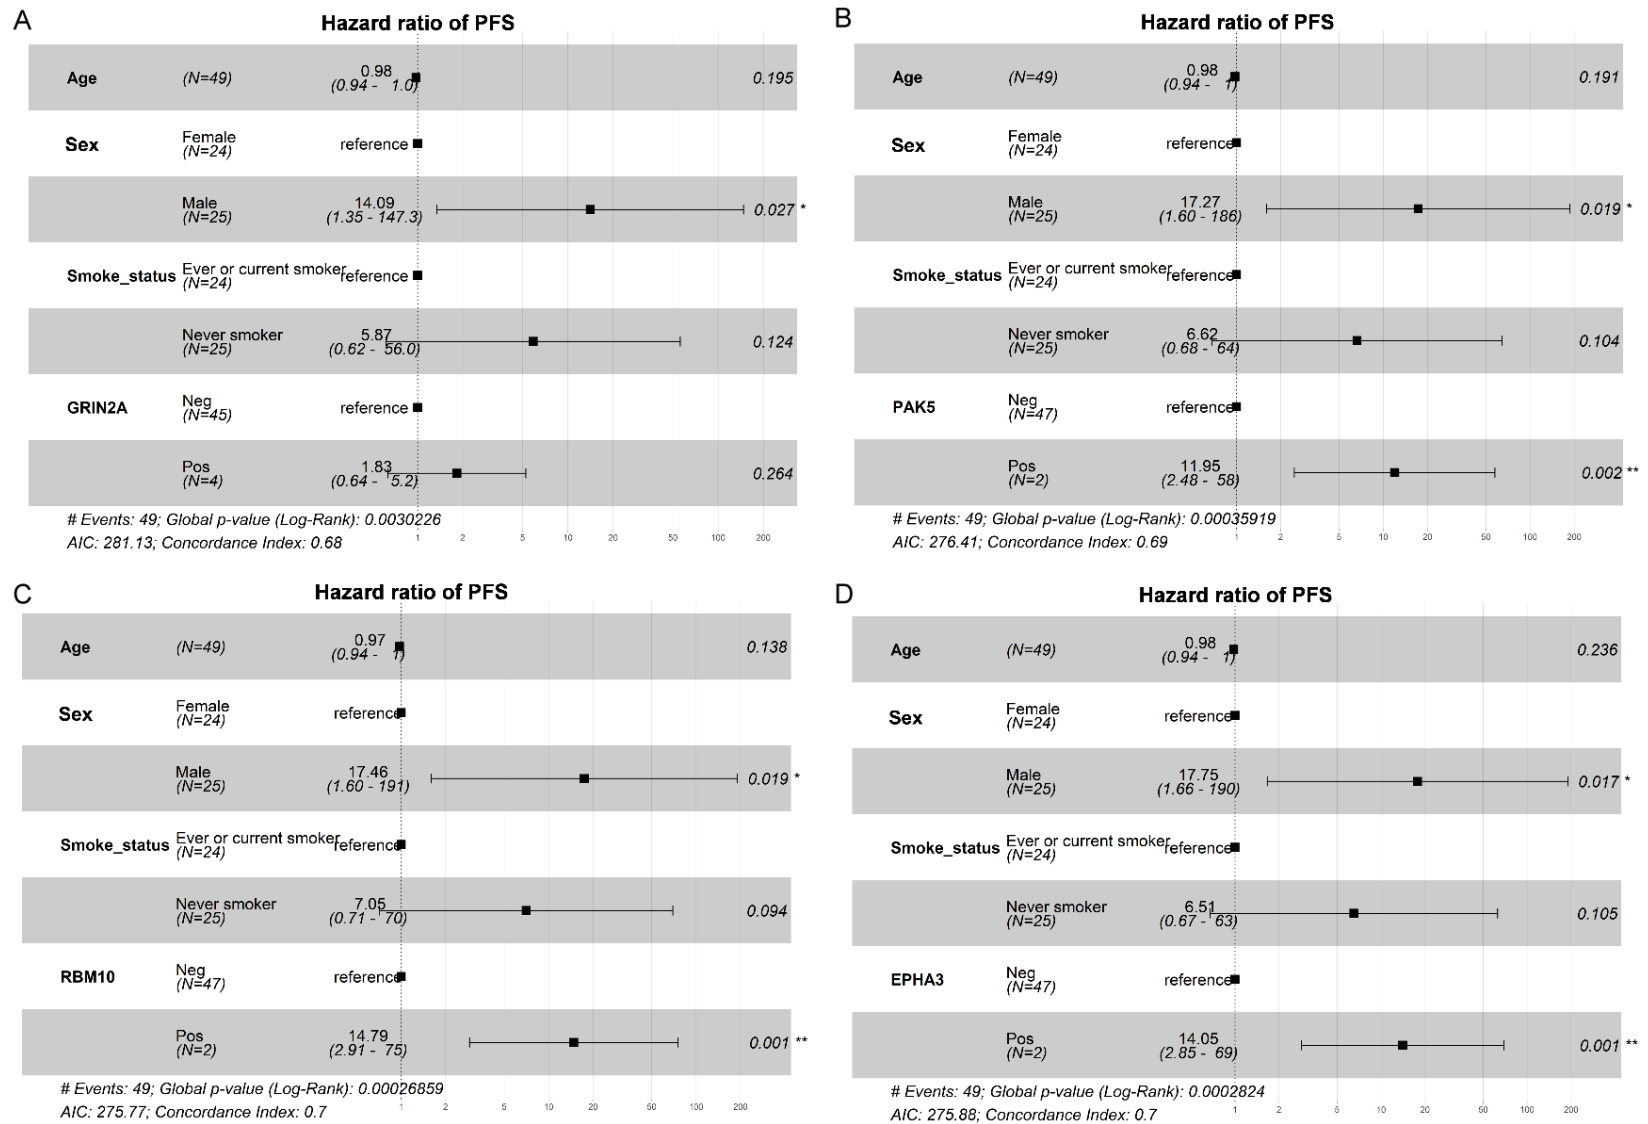 A
Hazard ratio of PFS
Age (N=49) 0.98 (0.94 - 1.0) 0.195
Sex Female (N=24) reference
Male (N=25) 14.09 (1.35 - 147.3) 0.027 *
Smoke_status Ever or current smoker (N=24) reference
Never smoker (N=25) 5.87 (0.62 - 56.0) 0.124
GRIN2A Neg (N=45) reference
Pos (N=4) 1.83 (0.64 - 5.2) 0.264
# Events: 49; Global p-value (Log-Rank): 0.0030226
AIC: 281.13; Concordance Index: 0.68
1 2 5 10 20 50 100 200
B
Hazard ratio of PFS
Age (N=49) 0.98 (0.94 - 1) 0.191
Sex Female (N=24) reference
Male (N=25) 17.27 (1.60 - 186) 0.019 *
Smoke_status Ever or current smoker (N=24) reference
Never smoker (N=25) 6.62 (0.68 - 64) 0.104
PAK5 Neg (N=47) reference
Pos (N=2) 11.95 (2.48 - 58) 0.002 **
# Events: 49; Global p-value (Log-Rank): 0.00035919
AIC: 276.41; Concordance Index: 0.69
1 2 5 10 20 50 100 200
C
Hazard ratio of PFS
Age (N=49) 0.97 (0.94 - 1) 0.138
Sex Female (N=24) reference
Male (N=25) 17.46 (1.60 - 191) 0.019 *
Smoke_status Ever or current smoker (N=24) reference
Never smoker (N=25) 7.05 (0.71 - 70) 0.094
RBM10 Neg (N=47) reference
Pos (N=2) 14.79 (2.91 - 75) 0.001 **
# Events: 49; Global p-value (Log-Rank): 0.00026859
AIC: 275.77; Concordance Index: 0.7
1 2 5 10 20 50 100 200
D
Hazard ratio of PFS
Age (N=49) 0.98 (0.94 - 1) 0.236
Sex Female (N=24) reference
Male (N=25) 17.75 (1.66 - 190) 0.017 *
Smoke_status Ever or current smoker (N=24) reference
Never smoker (N=25) 6.51 (0.67 - 63) 0.105
EPHA3 Neg (N=47) reference
Pos (N=2) 14.05 (2.85 - 69) 0.001 **
# Events: 49; Global p-value (Log-Rank): 0.0002824
AIC: 275.88; Concordance Index: 0.7
1 2 5 10 20 50 100 200